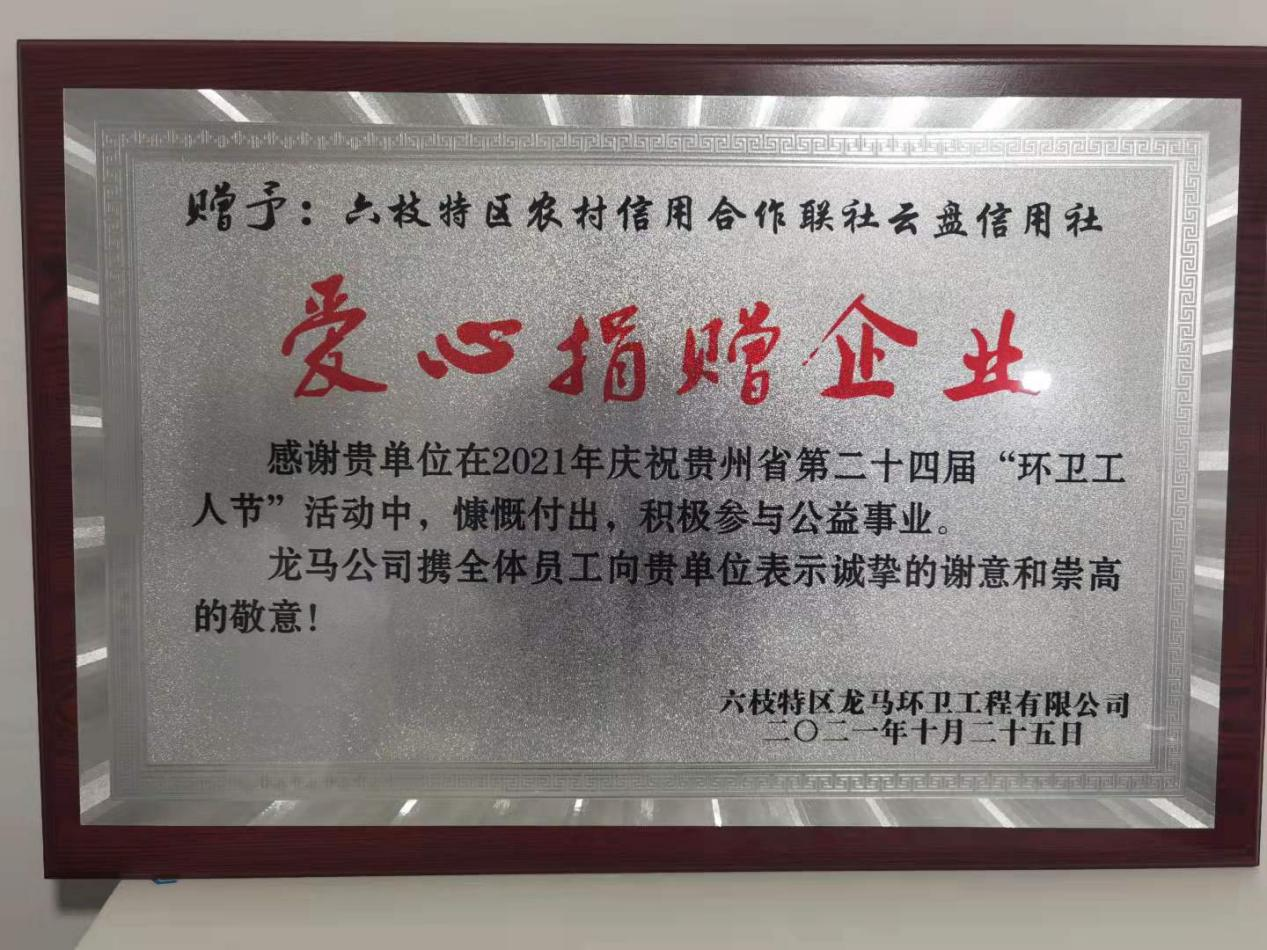 赠予：六枝特区农村信用合作联社云盘信用社
爱心捐赠企业
感谢贵单位在2021年庆祝贵州省第二十四届“环卫工
人节”活动中，慷慨付出，积极参与公益事业。
龙马公司携全体员工向贵单位表示诚挚的谢意和崇高
的敬意！
六枝特区龙马环卫工程有限公司
二〇二一年十月二十五日